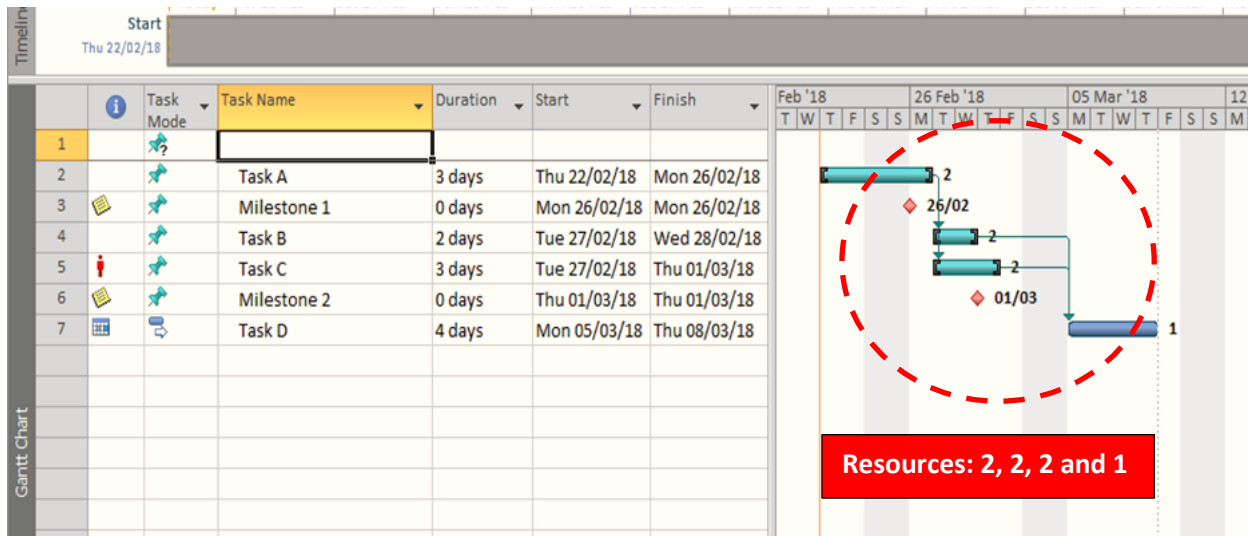 Timeline
Start
Thu 22/02/18
Task Mode Task Name Duration Start Finish
Feb '18 26 Feb '18 05 Mar '18 12
T W T F S S M T W T F S S M T W T F S S M
1
2 Task A 3 days Thu 22/02/18 Mon 26/02/18 2
3 Milestone 1 0 days Mon 26/02/18 Mon 26/02/18 26/02
4 Task B 2 days Tue 27/02/18 Wed 28/02/18 2
5 Task C 3 days Tue 27/02/18 Thu 01/03/18 2
6 Milestone 2 0 days Thu 01/03/18 Thu 01/03/18 01/03
7 Task D 4 days Mon 05/03/18 Thu 08/03/18 1
Gantt Chart
Resources: 2, 2, 2 and 1